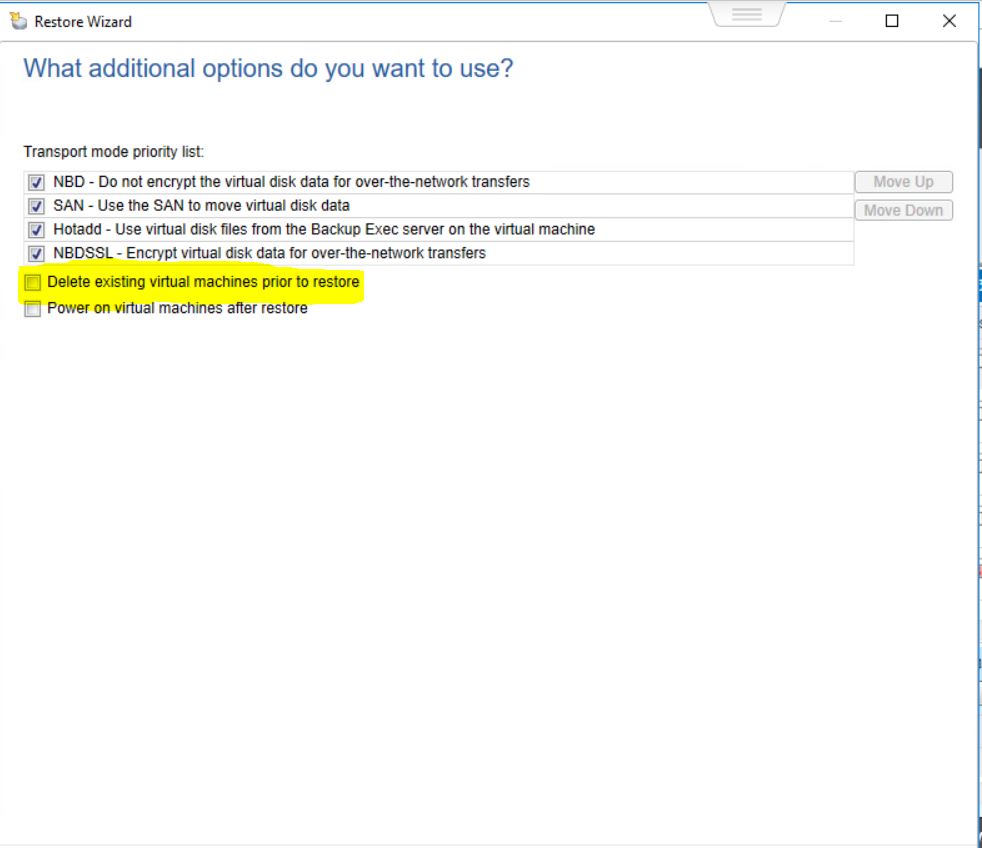 Restore Wizard
What additional options do you want to use?
Transport mode priority list:
NBD - Do not encrypt the virtual disk data for over-the-network transfers
Move Up
SAN - Use the SAN to move virtual disk data
Move Down
Hotadd - Use virtual disk files from the Backup Exec server on the virtual machine
NBDSSL - Encrypt virtual disk data for over-the-network transfers
Delete existing virtual machines prior to restore
Power on virtual machines after restore